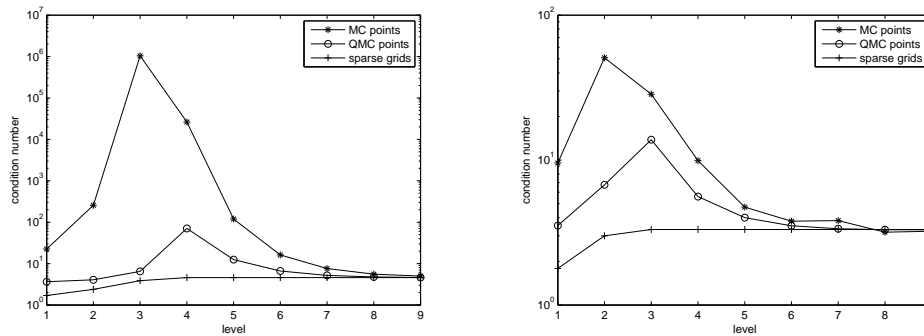 10^7
10^6
10^5
10^4
10^3
10^2
10^1
10^0
condition number
1 2 3 4 5 6 7 8 9
level
MC points
QMC points
sparse grids
10^2
10^1
10^0
condition number
1 2 3 4 5 6 7 8
level
MC points
QMC points
sparse grids